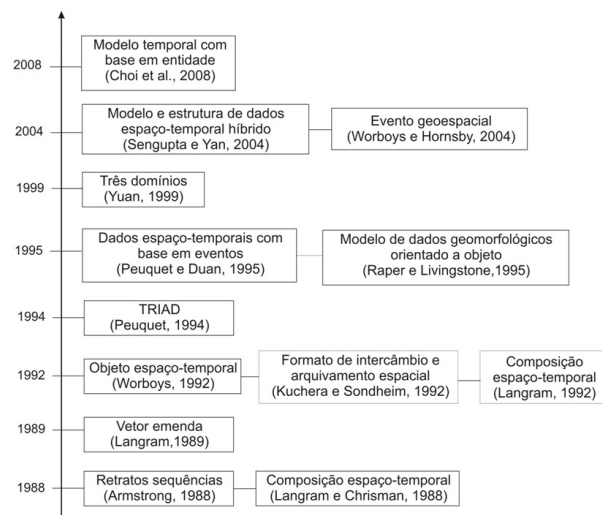 2008
Modelo temporal com
base em entidade
(Choi et al., 2008)
2004
Modelo e estrutura de dados
espaço-temporal híbrido
(Sengupta e Yan, 2004)
Evento geoespacial
(Worboys e Hornsby, 2004)
1999
Três domínios
(Yuan, 1999)
1995
Dados espaço-temporais com
base em eventos
(Peuquet e Duan, 1995)
Modelo de dados geomorfológicos
orientado a objeto
(Raper e Livingstone,1995)
1994
TRIAD
(Peuquet, 1994)
1992
Objeto espaço-temporal
(Worboys, 1992)
Formato de intercâmbio e
arquivamento espacial
(Kuchera e Sondheim, 1992)
Composição
espaço-temporal
(Langram, 1992)
1989
Vetor emenda
(Langram,1989)
1988
Retratos sequências
(Armstrong, 1988)
Composição espaço-temporal
(Langram e Chrisman, 1988)